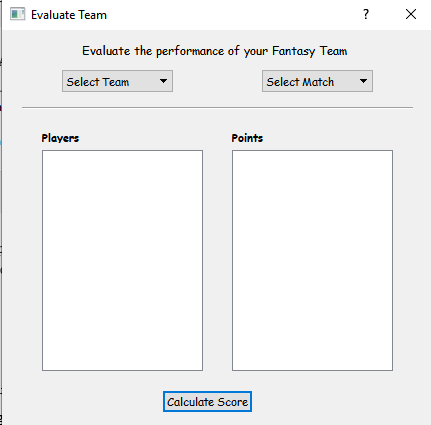 Evaluate Team
Evaluate the performance of your Fantasy Team
Select Team Select Match
Players Points
Calculate Score